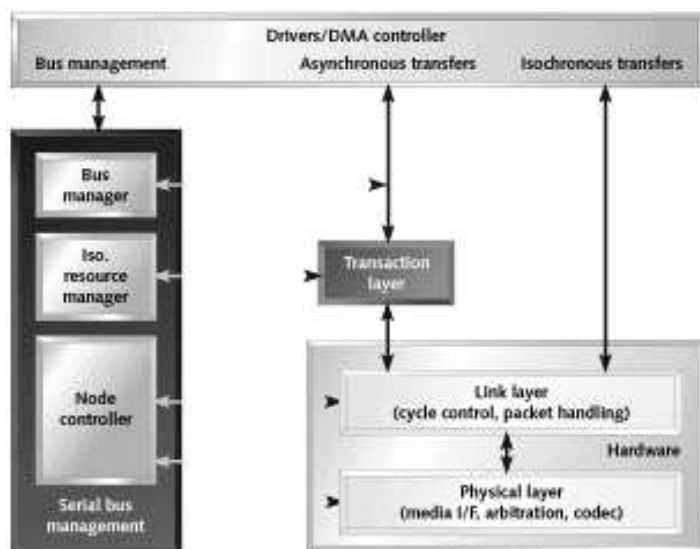 Drivers/DMA controller
Bus management
Asynchronous transfers
Isochronous transfers
Bus
manager
Iso.
resource
manager
Transaction
layer
Node
controller
Link layer
(cycle control, packet handling)
Hardware
Physical layer
(media I/F, arbitration, codec)
Serial bus
management